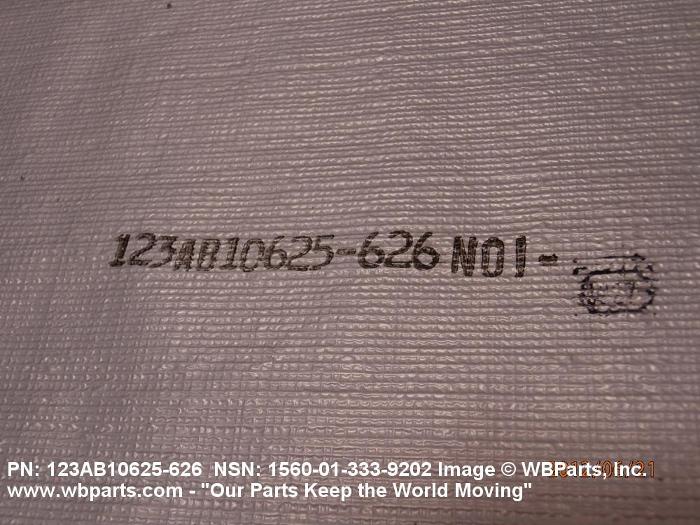 123AB10625-626 N01-
PN: 123AB10625-626 NSN: 1560-01-333-9202 Image © WBParts, Inc.
www.wbparts.com - "Our Parts Keep the World Moving"